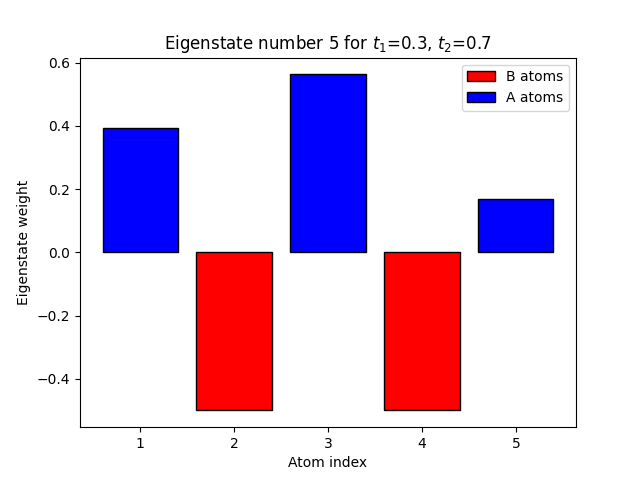 Eigenstate number 5 for t₁=0.3, t₂=0.7
B atoms
A atoms
Eigenstate weight
0.6
0.4
0.2
0.0
−0.2
−0.4
1 2 3 4 5
Atom index